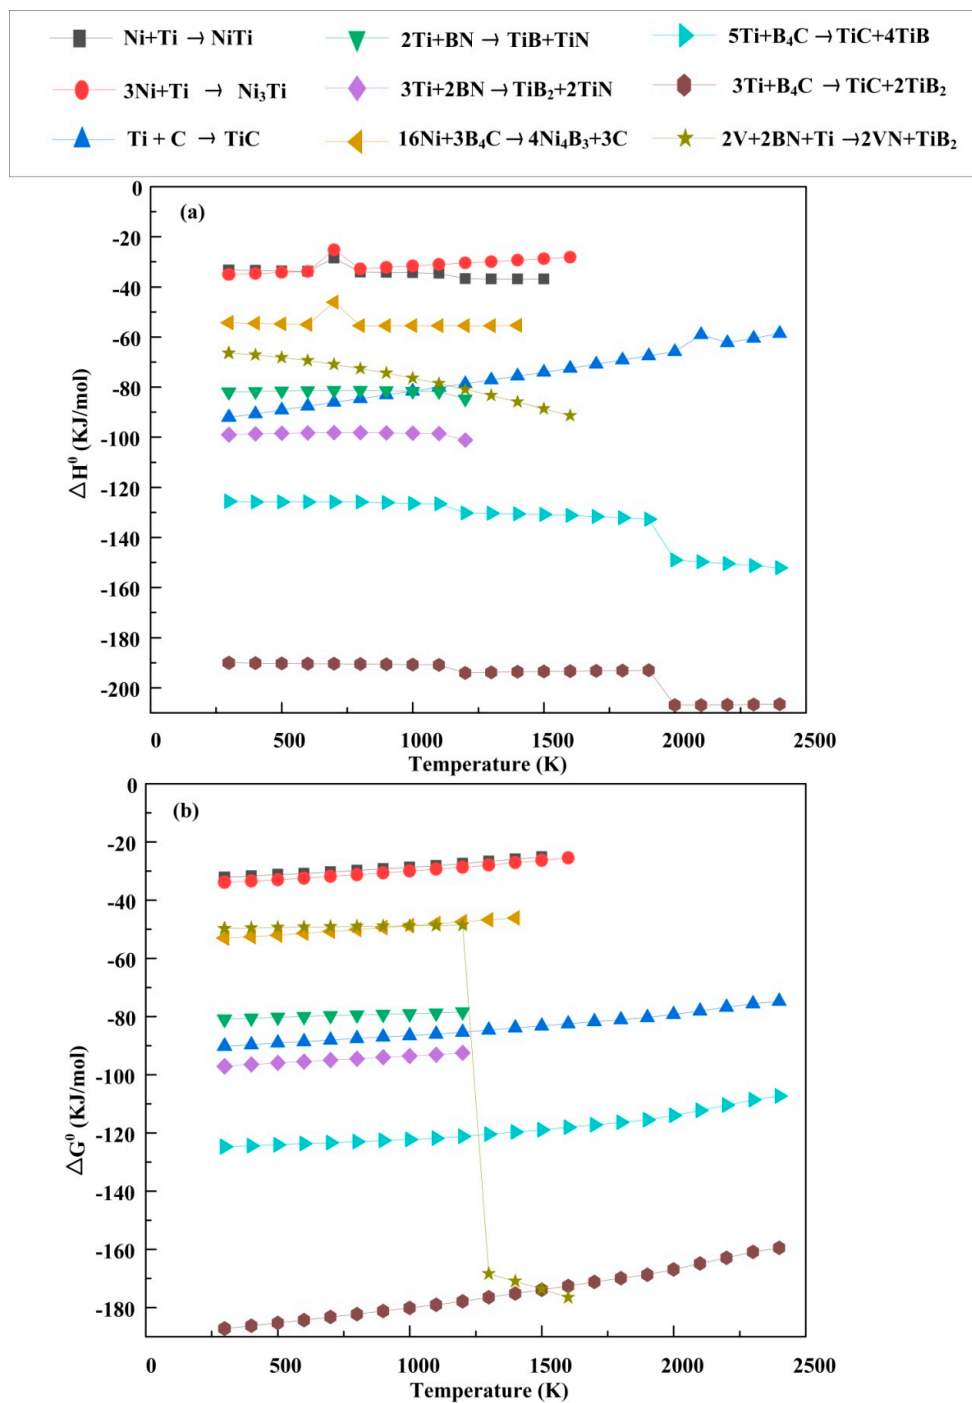 Ni+Ti → NiTi
2Ti+BN → TiB+TiN
5Ti+B₄C → TiC+4TiB
3Ni+Ti → Ni₃Ti
3Ti+2BN → TiB₂+2TiN
3Ti+B₄C → TiC+2TiB₂
Ti + C → TiC
16Ni+3B₄C → 4Ni₄B₃+3C
2V+2BN+Ti → 2VN+TiB₂
(a)
0
-20
-40
-60
-80
-100
-120
-140
-160
-180
-200
△H⁰ (KJ/mol)
0 500 1000 1500 2000 2500
Temperature (K)
(b)
0
-20
-40
-60
-80
-100
-120
-140
-160
-180
△G⁰ (KJ/mol)
0 500 1000 1500 2000 2500
Temperature (K)